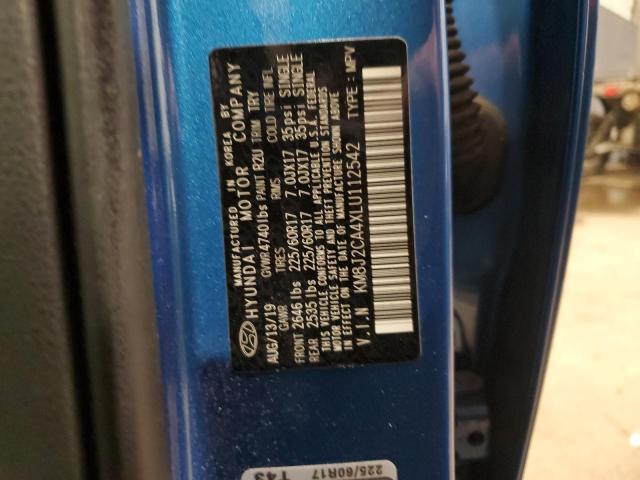 MANUFACTURED IN KOREA BY
HYUNDAI MOTOR COMPANY
AUG/13/19 GVWR 4740lbs PAINT R2U TRIM TRY
GAWR TIRES RIMS COLD TIRE INFL
FRONT 2646 lbs 225/60R17 7.0JX17 35psi SINGLE
REAR 2535 lbs 225/60R17 7.0JX17 35psi SINGLE
THIS VEHICLE CONFORMS TO ALL APPLICABLE U.S.A. FEDERAL
MOTOR VEHICLE SAFETY AND THEFT PREVENTION STANDARDS
IN EFFECT ON THE DATE OF MANUFACTURE SHOWN ABOVE.
V.I.N KM8J2CA4XLU112542 TYPE : MPV
225/60R17
T43